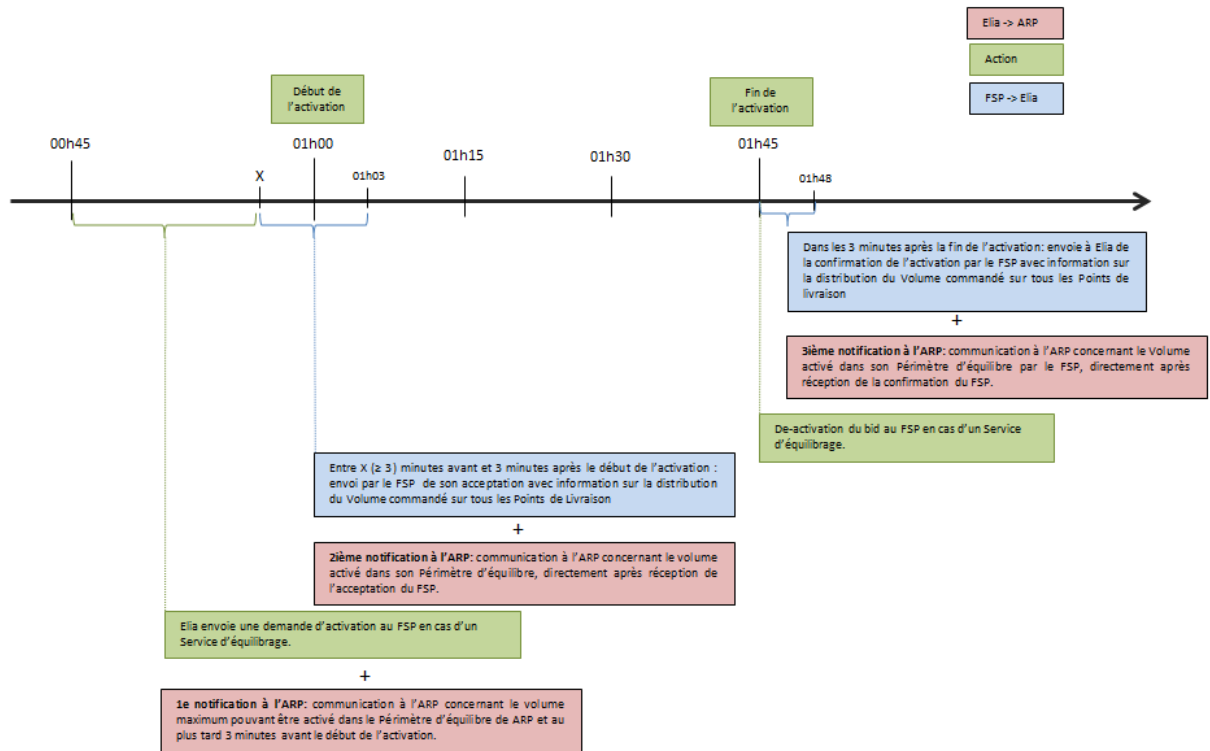 Elia -> ARP
Action
FSP -> Elia
Début de
l'activation
Fin de
l'activation
00h45
X
01h00
01h03
01h15
01h30
01h45
01h48
Dans les 3 minutes après la fin de l'activation: envoie à Elia de
la confirmation de l'activation par le FSP avec information sur
la distribution du Volume commandé sur tous les Points de
livraison
+
3ième notification à l'ARP: communication à l'ARP concernant le Volume
activé dans son Périmètre d'équilibre par le FSP, directement après
réception de la confirmation du FSP.
De-activation du bid au FSP en cas d'un Service
d'équilibrage.
Entre X (≥ 3) minutes avant et 3 minutes après le début de l'activation :
envoi par le FSP de son acceptation avec information sur la distribution
du Volume commandé sur tous les Points de Livraison
+
2ième notification à l'ARP: communication à l'ARP concernant le volume
activé dans son Périmètre d'équilibre, directement après réception de
l'acceptation du FSP.
Elia envoie une demande d'activation au FSP en cas d'un
Service d'équilibrage.
+
1e notification à l'ARP: communication à l'ARP concernant le volume
maximum pouvant être activé dans le Périmètre d'équilibre de ARP et au
plus tard 3 minutes avant le début de l'activation.